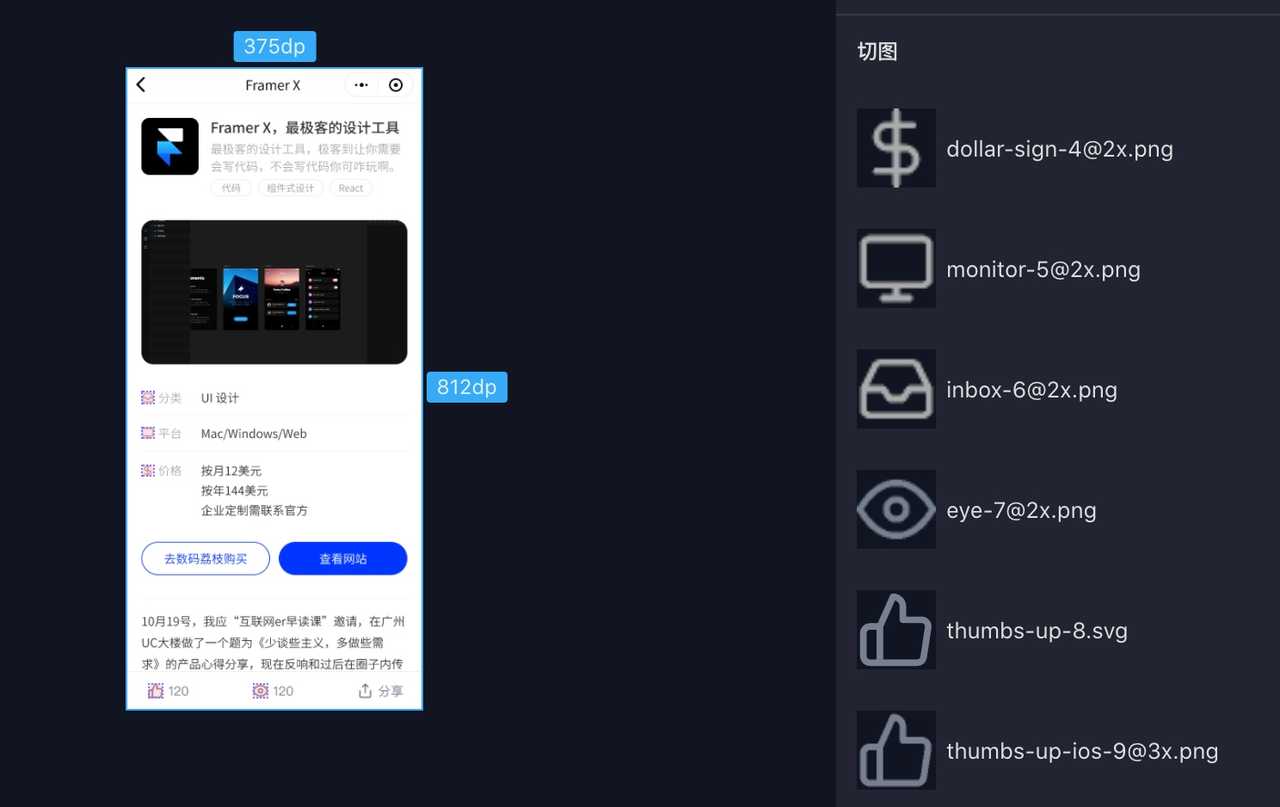 375dp
Framer X
Framer X，最极客的设计工具
最极客的设计工具，极客到让你需要
会写代码，不会写代码你可咋玩啊。
代码
组件式设计
React
FOCUS
812dp
分类
UI 设计
平台
Mac/Windows/Web
价格
按月12美元
按年144美元
企业定制需联系官方
去数码荔枝购买
查看网站
10月19号，我应“互联网er早读课”邀请，在广州
UC大楼做了一个题为《少谈些主义，多做些需
求》的产品心得分享，现在反响和过后在圈子内传
120
120
分享
切图
dollar-sign-4@2x.png
monitor-5@2x.png
inbox-6@2x.png
eye-7@2x.png
thumbs-up-8.svg
thumbs-up-ios-9@3x.png